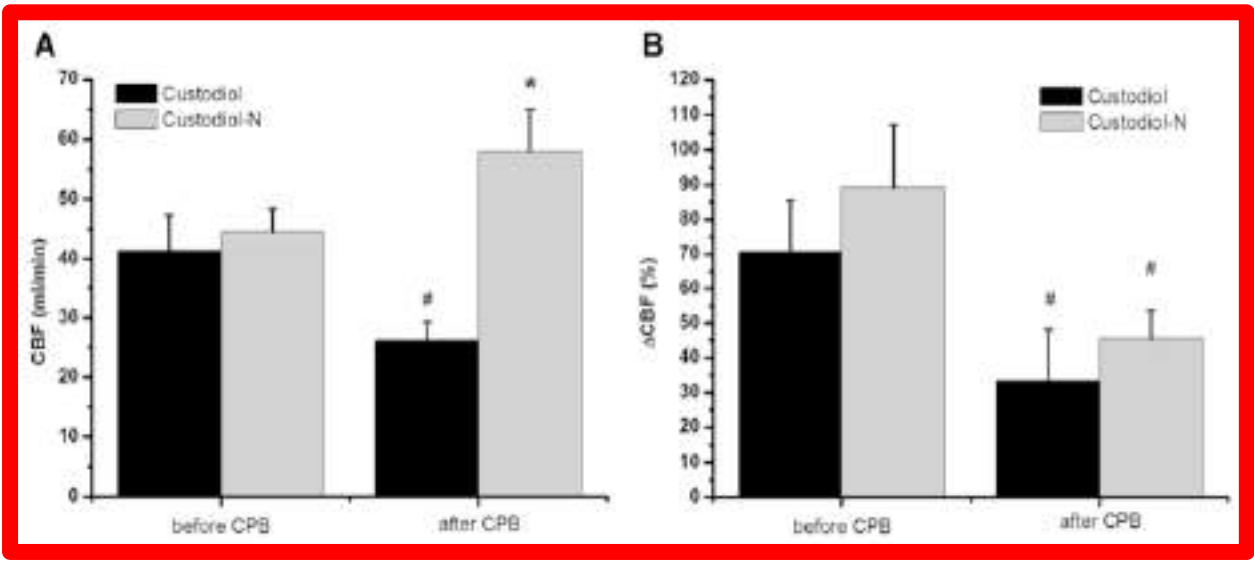 A
CBF (ml/min)
70
60
50
40
30
20
10
0
Custodiol
Custodiol-N
#
*
before CPB
after CPB
B
ΔCBF (%)
120
110
100
90
80
70
60
50
40
30
20
10
0
Custodiol
Custodiol-N
#
#
before CPB
after CPB